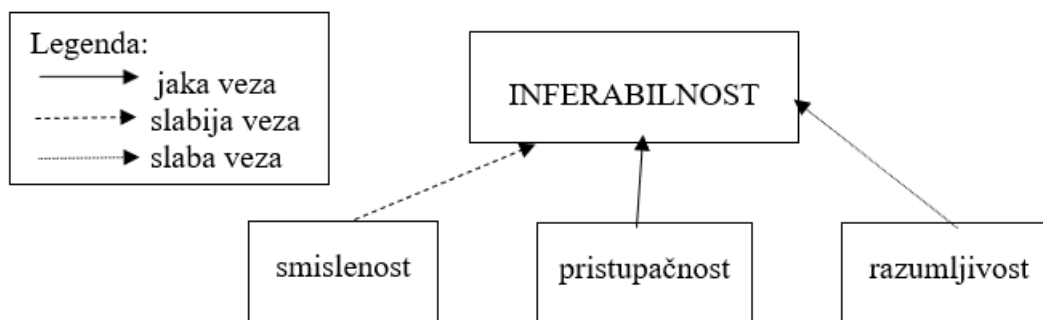 Legenda:
jaka veza
slabija veza
slaba veza
INFERABILNOST
smislenost
pristupačnost
razumljivost